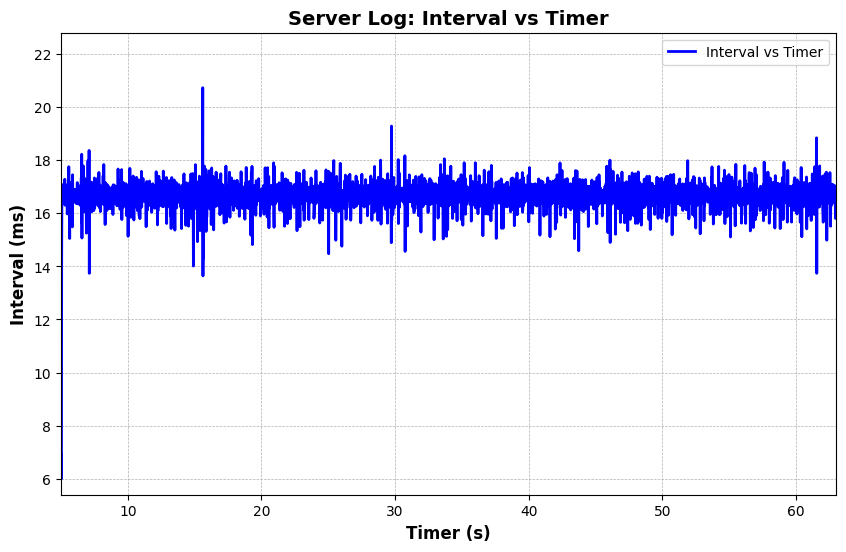 Server Log: Interval vs Timer
Interval vs Timer
22
20
18
16
14
12
10
8
6
Interval (ms)
10 20 30 40 50 60
Timer (s)